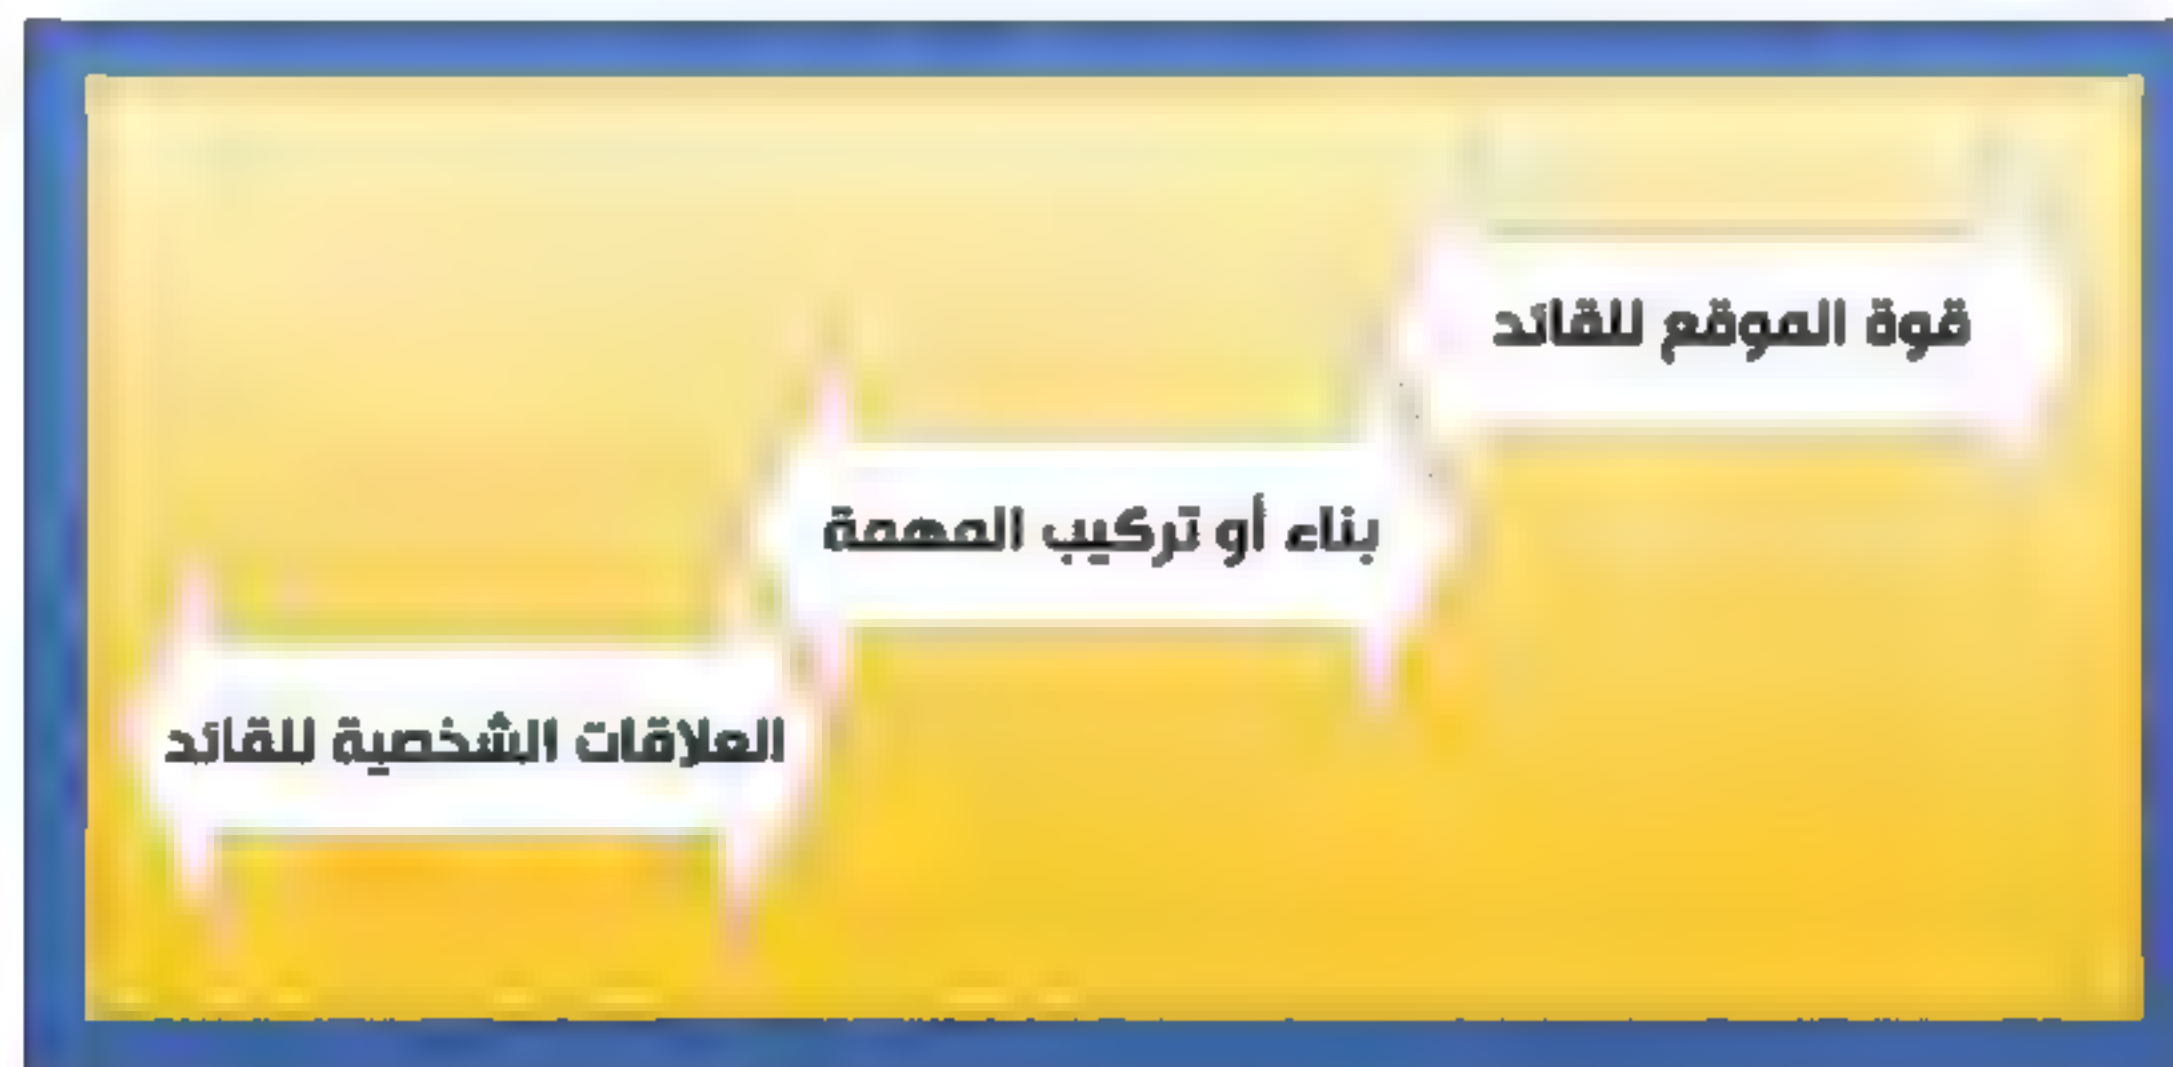 قوة الموقع للقائد
بناء أو تركيب المهمة
العلاقات الشخصية للقائد